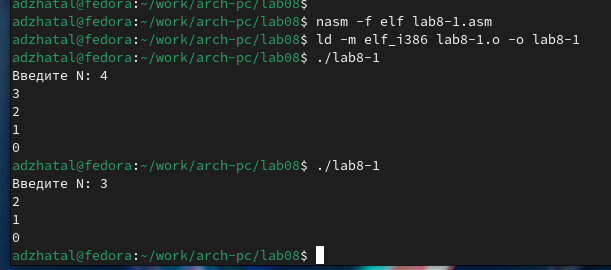 adzhatal@fedora:~/work/arch-pc/lab08$
adzhatal@fedora:~/work/arch-pc/lab08$ nasm -f elf lab8-1.asm
adzhatal@fedora:~/work/arch-pc/lab08$ ld -m elf_i386 lab8-1.o -o lab8-1
adzhatal@fedora:~/work/arch-pc/lab08$ ./lab8-1
Введите N: 4
3
2
1
0
adzhatal@fedora:~/work/arch-pc/lab08$ ./lab8-1
Введите N: 3
2
1
0
adzhatal@fedora:~/work/arch-pc/lab08$